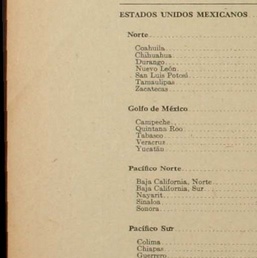 ESTADOS UNIDOS MEXICANOS
Norte
Coahuila
Chihuahua
Durango
Nuevo León
San Luis Potosí
Tamaulipas
Zacatecas
Golfo de México
Campeche
Quintana Roo
Tabasco
Veracruz
Yucatán
Pacífico Norte
Baja California, Norte
Baja California, Sur
Nayarit
Sinaloa
Sonora
Pacífico Sur
Colima
Chiapas
Guerrero